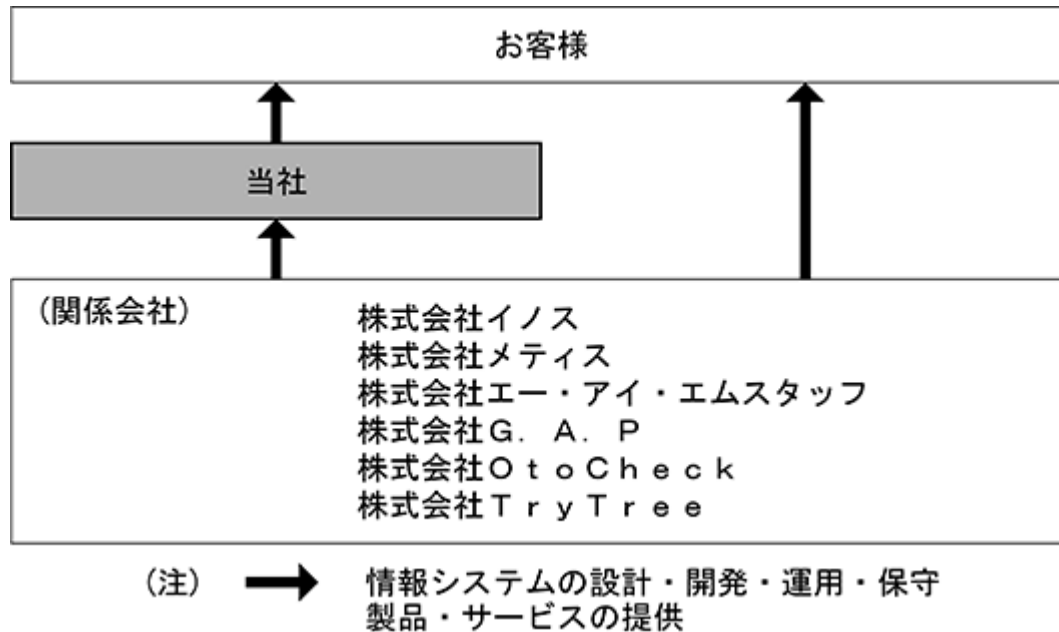 お客様
当社
(関係会社)
株式会社イノス
株式会社メティス
株式会社エー・アイ・エムスタッフ
株式会社Ｇ．Ａ．Ｐ
株式会社ＯｔｏＣｈｅｃｋ
株式会社ＴｒｙＴｒｅｅ
(注)
情報システムの設計・開発・運用・保守
製品・サービスの提供